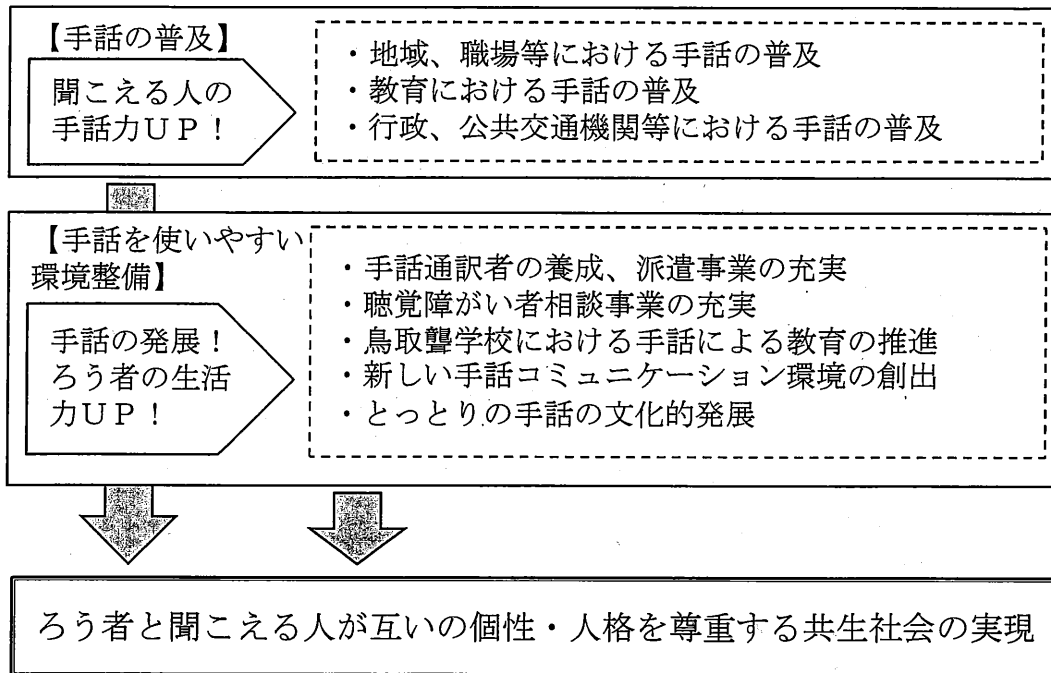 【手話の普及】
聞こえる人の
手話力UP！
・地域、職場等における手話の普及
・教育における手話の普及
・行政、公共交通機関等における手話の普及
【手話を使いやすい
環境整備】
手話の発展！
ろう者の生活
力UP！
・手話通訳者の養成、派遣事業の充実
・聴覚障がい者相談事業の充実
・鳥取聾学校における手話による教育の推進
・新しい手話コミュニケーション環境の創出
・とっとりの手話の文化的発展
ろう者と聞こえる人が互いの個性・人格を尊重する共生社会の実現